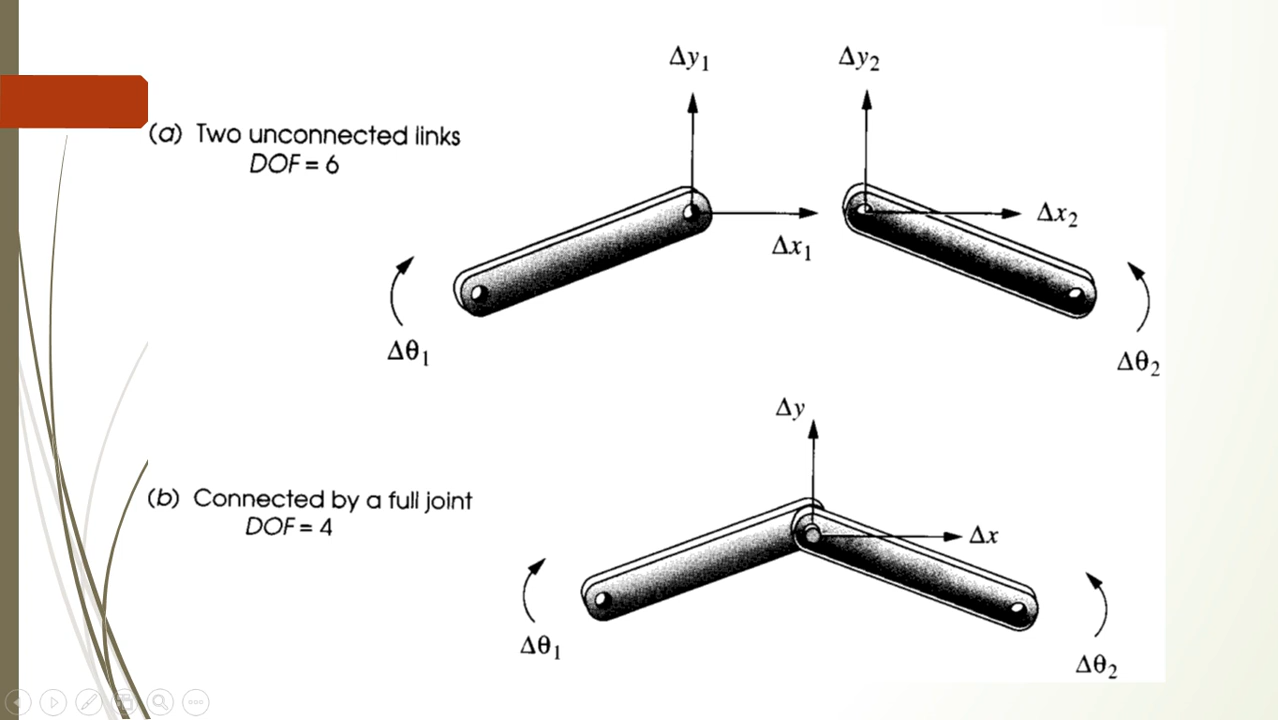 Δy₁
Δy₂
(a) Two unconnected links
DOF = 6
Δx₁
Δx₂
Δθ₁
Δθ₂
Δy
(b) Connected by a full joint
DOF = 4
Δx
Δθ₁
Δθ₂